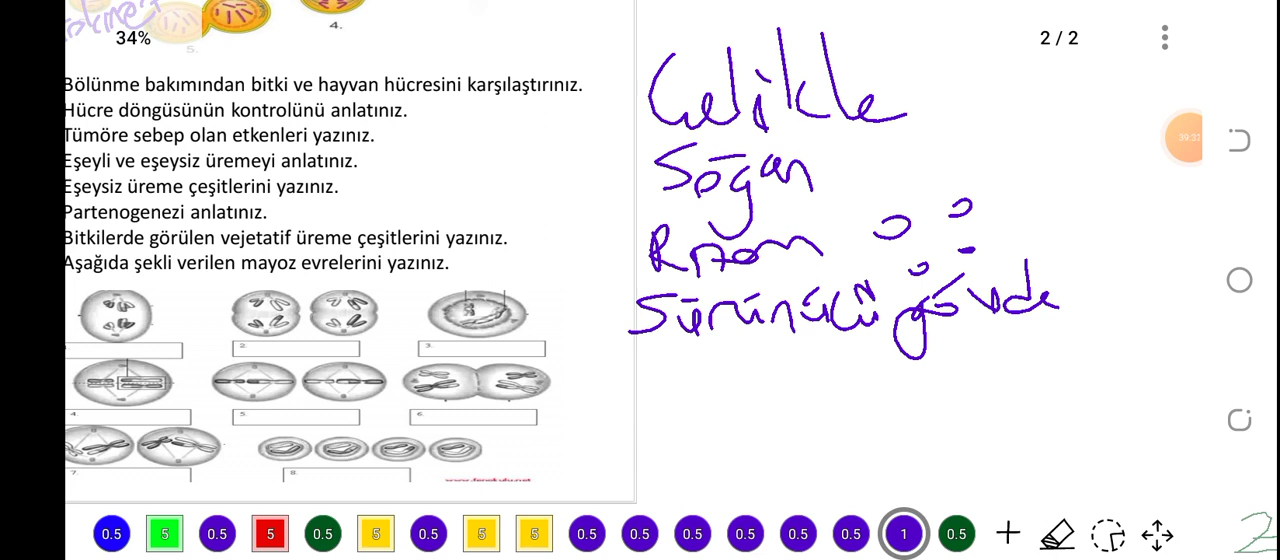 4.
34%
5.
2 / 2
39:31
Bölünme bakımından bitki ve hayvan hücresini karşılaştırınız.
Hücre döngüsünün kontrolünü anlatınız.
Tümöre sebep olan etkenleri yazınız.
Eşeyli ve eşeysiz üremeyi anlatınız.
Eşeysiz üreme çeşitlerini yazınız.
Partenogenezi anlatınız.
Bitkilerde görülen vejetatif üreme çeşitlerini yazınız.
Aşağıda şekli verilen mayoz evrelerini yazınız.
Çelikle
Soğan
Rizom
Sürünücü gövde
2.
3.
4.
5.
6.
7.
8.
0.5 5 0.5 5 0.5 5 0.5 5 5 0.5 0.5 0.5 0.5 0.5 0.5 1 0.5
2